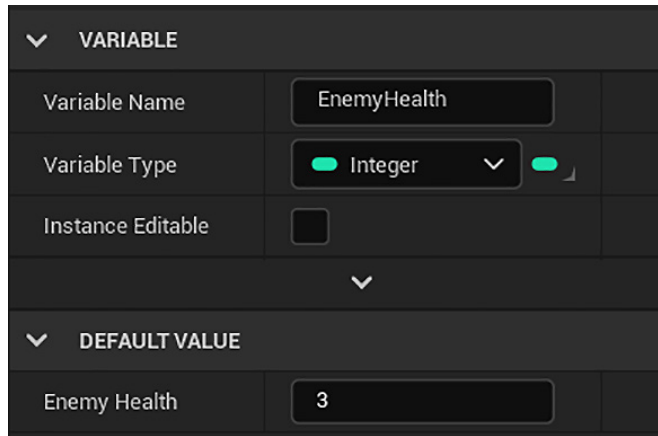 VARIABLE
Variable Name EnemyHealth
Variable Type Integer
Instance Editable
DEFAULT VALUE
Enemy Health 3